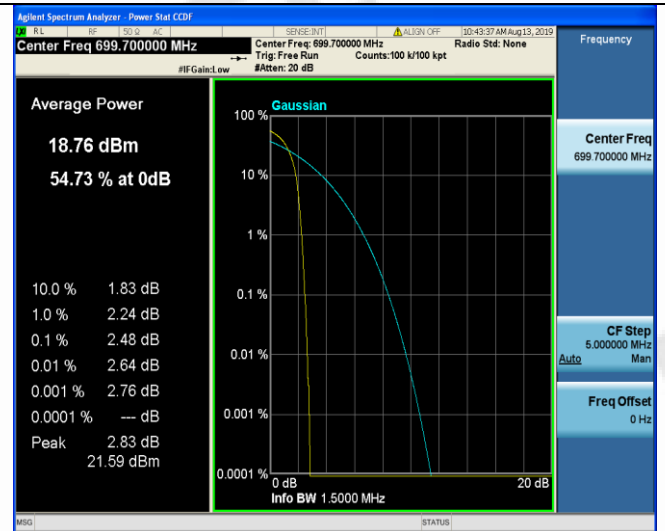 Agilent Spectrum Analyzer - Power Stat CCDF
RL RF 50 Ω AC SENSE:INT ALIGN OFF 10:43:37 AM Aug 13, 2019
Center Freq 699.700000 MHz
Center Freq: 699.700000 MHz Radio Std: None
Trig: Free Run Counts:100 k/100 kpt
#IFGain:Low #Atten: 20 dB
Frequency
Average Power
18.76 dBm
54.73 % at 0dB
10.0 % 1.83 dB
1.0 % 2.24 dB
0.1 % 2.48 dB
0.01 % 2.64 dB
0.001 % 2.76 dB
0.0001 % --- dB
Peak 2.83 dB
21.59 dBm
Gaussian
100 %
10 %
1 %
0.1 %
0.01 %
0.001 %
0.0001 %
0 dB 20 dB
Info BW 1.5000 MHz
Center Freq
699.700000 MHz
CF Step
5.000000 MHz
Auto Man
Freq Offset
0 Hz
MSG STATUS